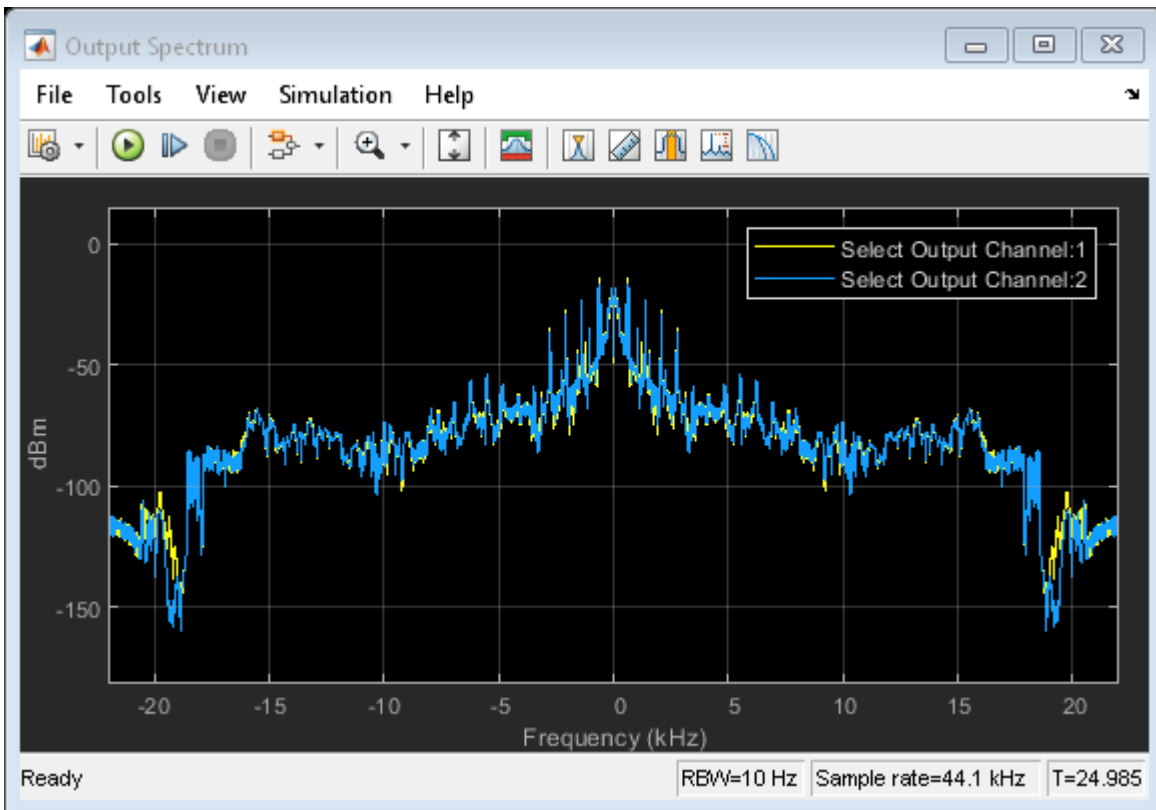 Output Spectrum
File Tools View Simulation Help
Select Output Channel:1
Select Output Channel:2
0
-50
-100
-150
dBm
-20 -15 -10 -5 0 5 10 15 20
Frequency (kHz)
Ready RBW=10 Hz Sample rate=44.1 kHz T=24.985